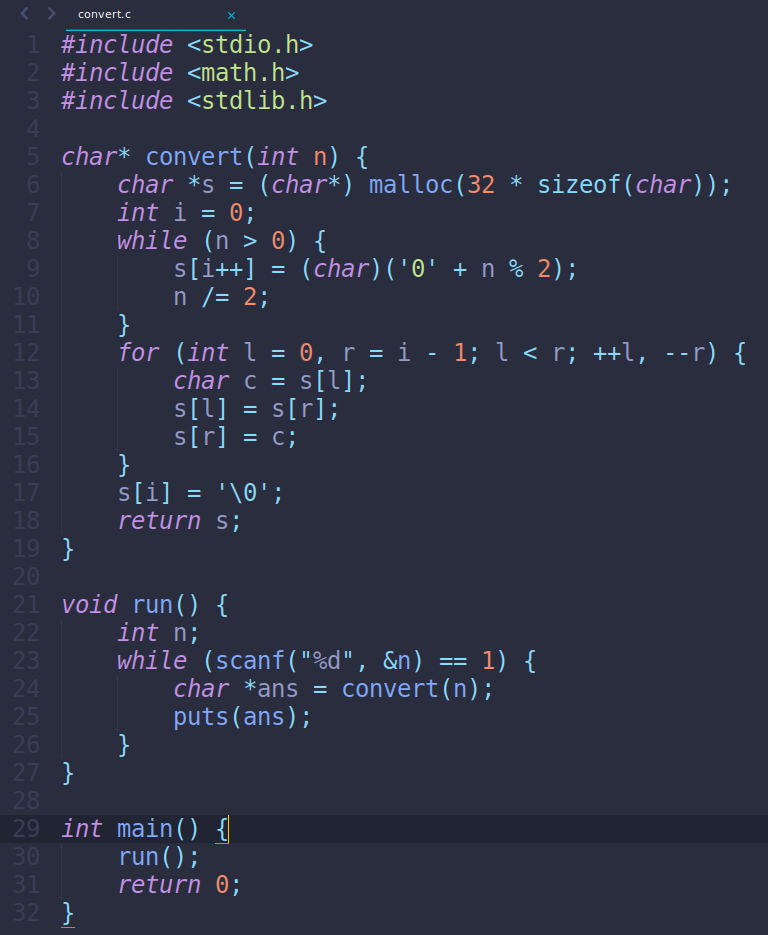 convert.c ×
1 #include <stdio.h>
2 #include <math.h>
3 #include <stdlib.h>
4
5 char* convert(int n) {
6     char *s = (char*) malloc(32 * sizeof(char));
7     int i = 0;
8     while (n > 0) {
9         s[i++] = (char)('0' + n % 2);
10         n /= 2;
11     }
12     for (int l = 0, r = i - 1; l < r; ++l, --r) {
13         char c = s[l];
14         s[l] = s[r];
15         s[r] = c;
16     }
17     s[i] = '\0';
18     return s;
19 }
20
21 void run() {
22     int n;
23     while (scanf("%d", &n) == 1) {
24         char *ans = convert(n);
25         puts(ans);
26     }
27 }
28
29 int main() {
30     run();
31     return 0;
32 }